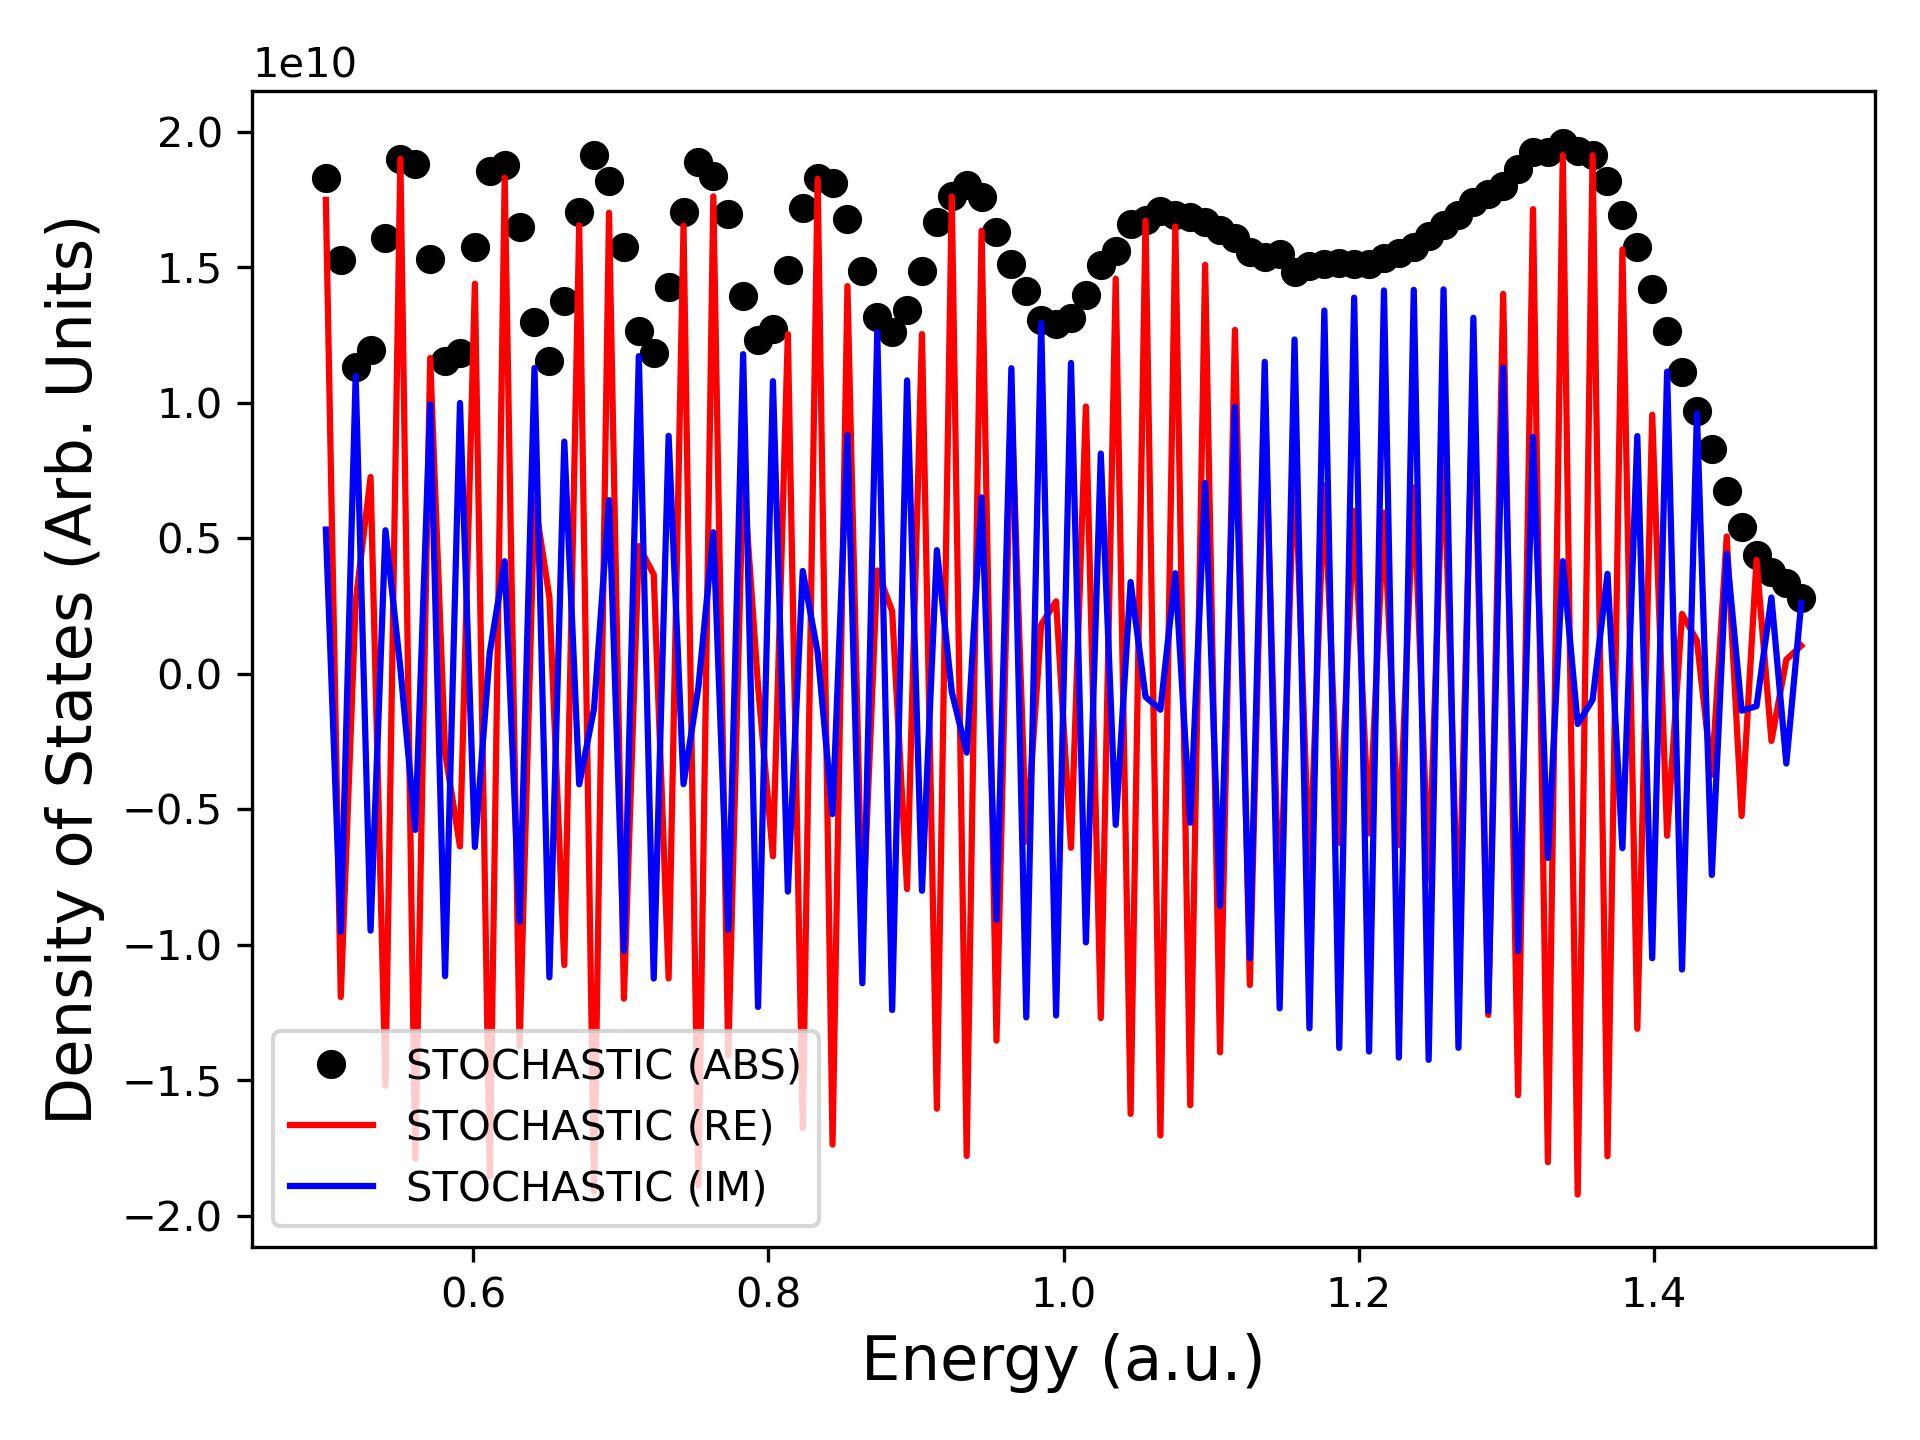 1e10
2.0
1.5
1.0
0.5
0.0
−0.5
−1.0
−1.5
−2.0
Density of States (Arb. Units)
STOCHASTIC (ABS)
STOCHASTIC (RE)
STOCHASTIC (IM)
0.6 0.8 1.0 1.2 1.4
Energy (a.u.)